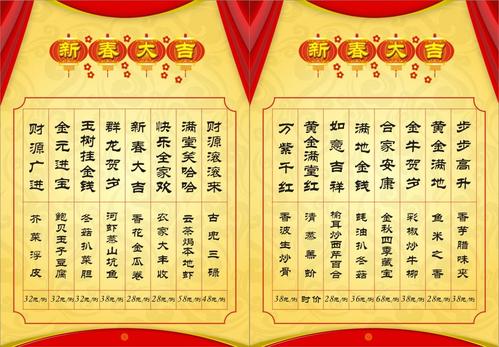 新春大吉
财源广进
芥菜浮皮
32元/例
金元进宝
鲍贝玉子豆腐
32元/例
玉树挂金钱
冬菇扒菜胆
32元/例
群龙贺岁
河虾蒸山坑鱼
38元/例
新春大吉
香花金瓜卷
28元/例
快乐全家欢
农家大丰收
28元/例
满堂笑哈哈
云茶焗本地虾
58元/例
财源滚滚来
古兜三碌
48元/例
新春大吉
万紫千红
香波生炒骨
38元/例
黄金满堂红
清蒸
时价
如意吉祥
榆耳炒西芹百合
28元/例
满地金钱
蚝油扒冬菇
36元/例
合家安康
金秋四季藏宝
68元/例
金牛贺岁
彩椒炒牛柳
38元/例
黄金满地
鱼米之香
28元/例
步步高升
香芋腊味夹
38元/例